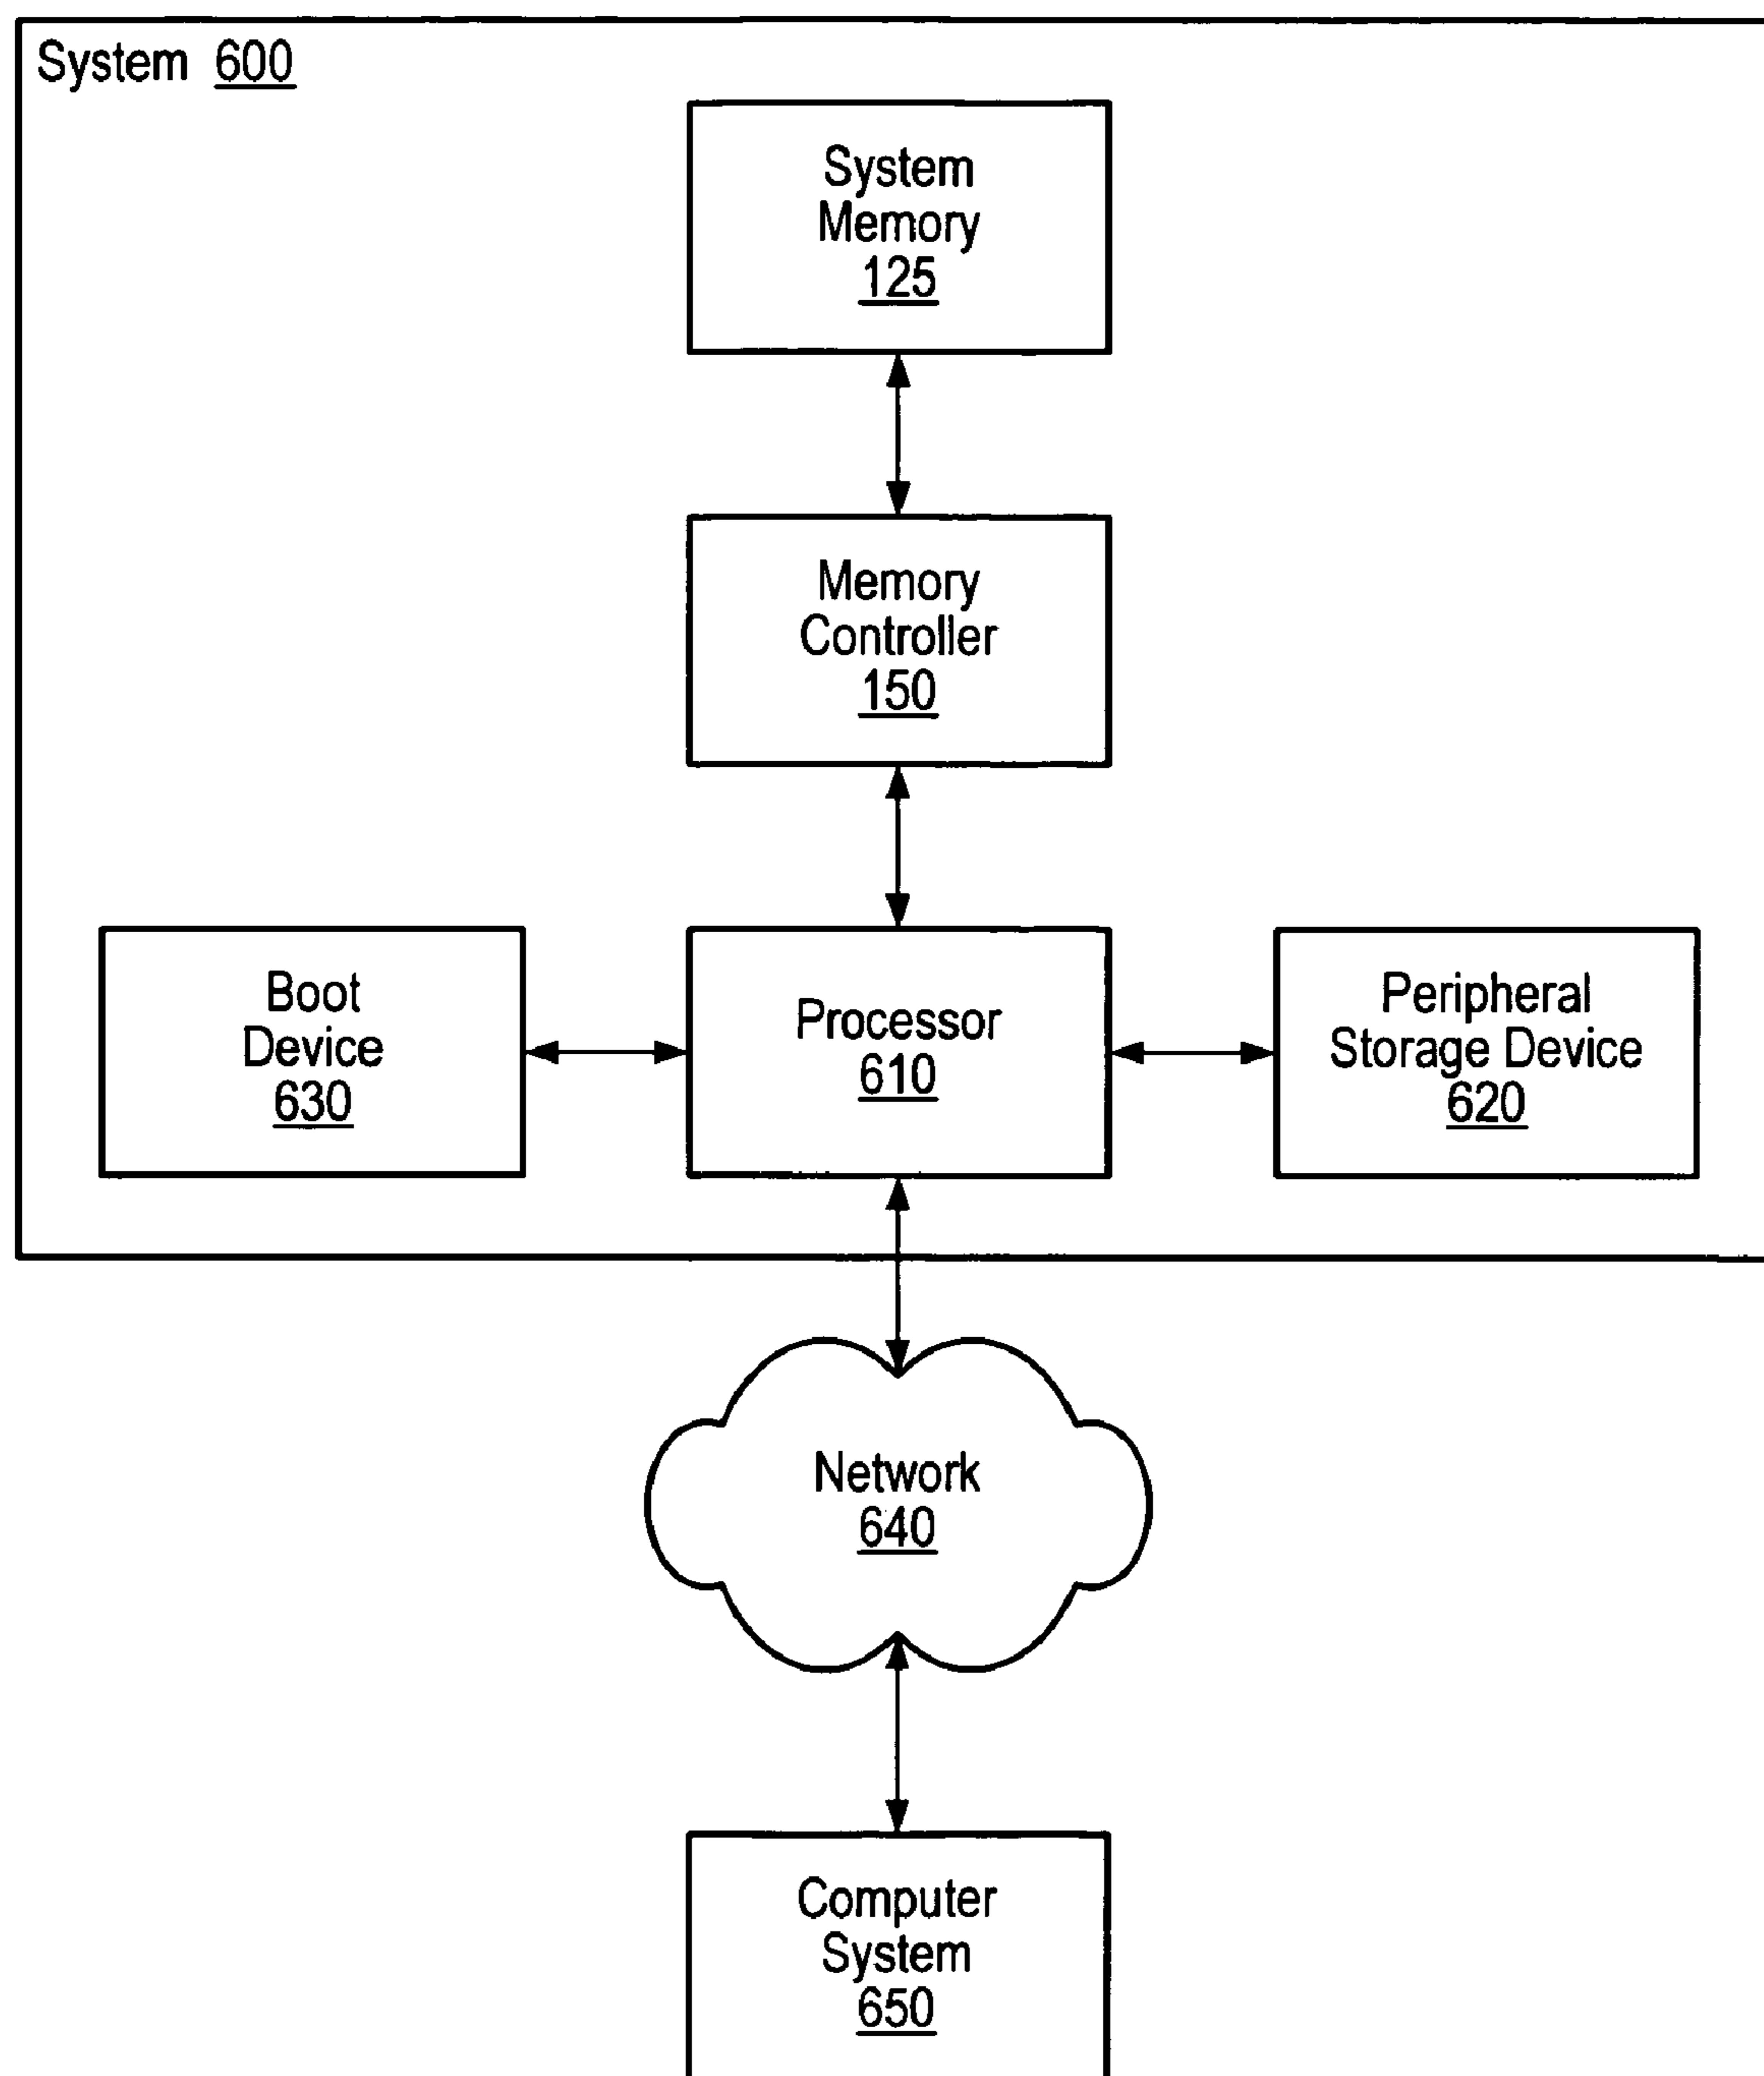 System 600
System
Memory
125
Memory
Controller
150
Boot
Device
630
Processor
610
Peripheral
Storage Device
620
Network
640
Computer
System
650